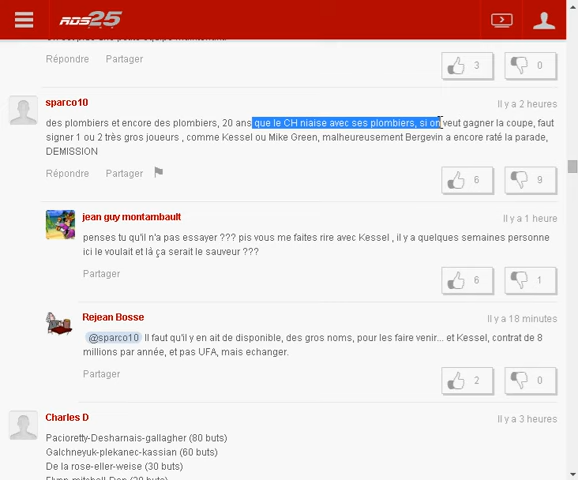 RDS25
3
0
Répondre Partager
sparco10
Il y a 2 heures
des plombiers et encore des plombiers, 20 ans que le CH niaise avec ses plombiers, si on veut gagner la coupe, faut
signer 1 ou 2 très gros joueurs , comme Kessel ou Mike Green, malheureusement Bergevin a encore raté la parade,
DEMISSION
Répondre Partager
6
9
jean guy montambault
Il y a 1 heure
penses tu qu'il n'a pas essayer ??? pis vous me faites rire avec Kessel , il y a quelques semaines personne
ici le voulait et là ça serait le sauveur ???
Partager
6
1
Rejean Bosse
Il y a 18 minutes
@sparco10 Il faut qu'il y en ait de disponible, des gros noms, pour les faire venir... et Kessel, contrat de 8
millions par année, et pas UFA, mais echanger.
Partager
2
0
Charles D
Il y a 3 heures
Pacioretty-Desharnais-gallagher (80 buts)
Galchneyuk-plekanec-kassian (60 buts)
De la rose-eller-weise (30 buts)